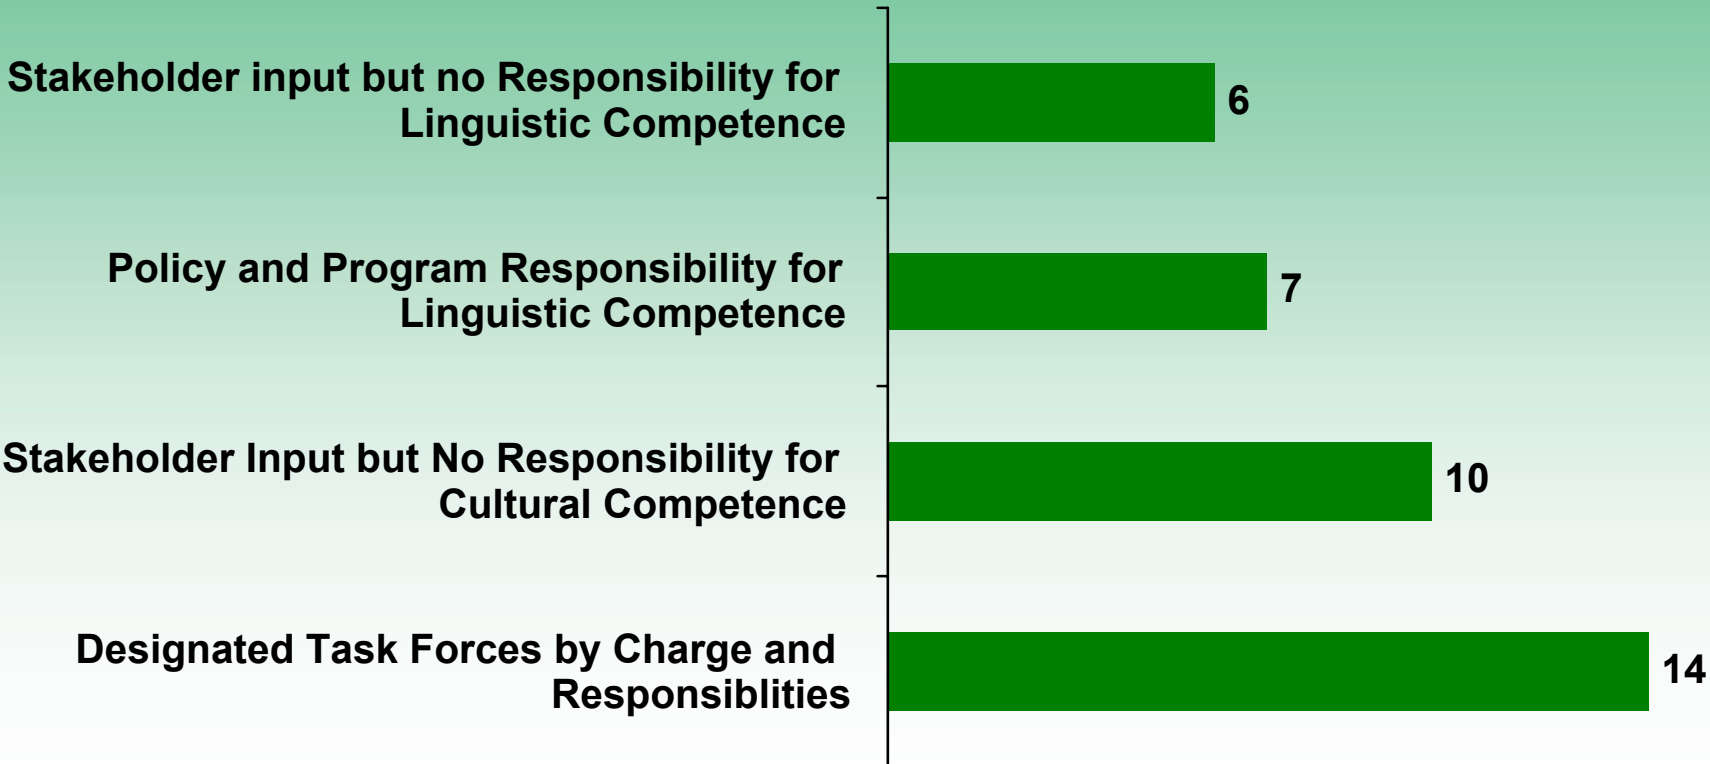 Stakeholder input but no Responsibility for
Linguistic Competence
6
Policy and Program Responsibility for
Linguistic Competence
7
Stakeholder Input but No Responsibility for
Cultural Competence
10
Designated Task Forces by Charge and
Responsiblities
14